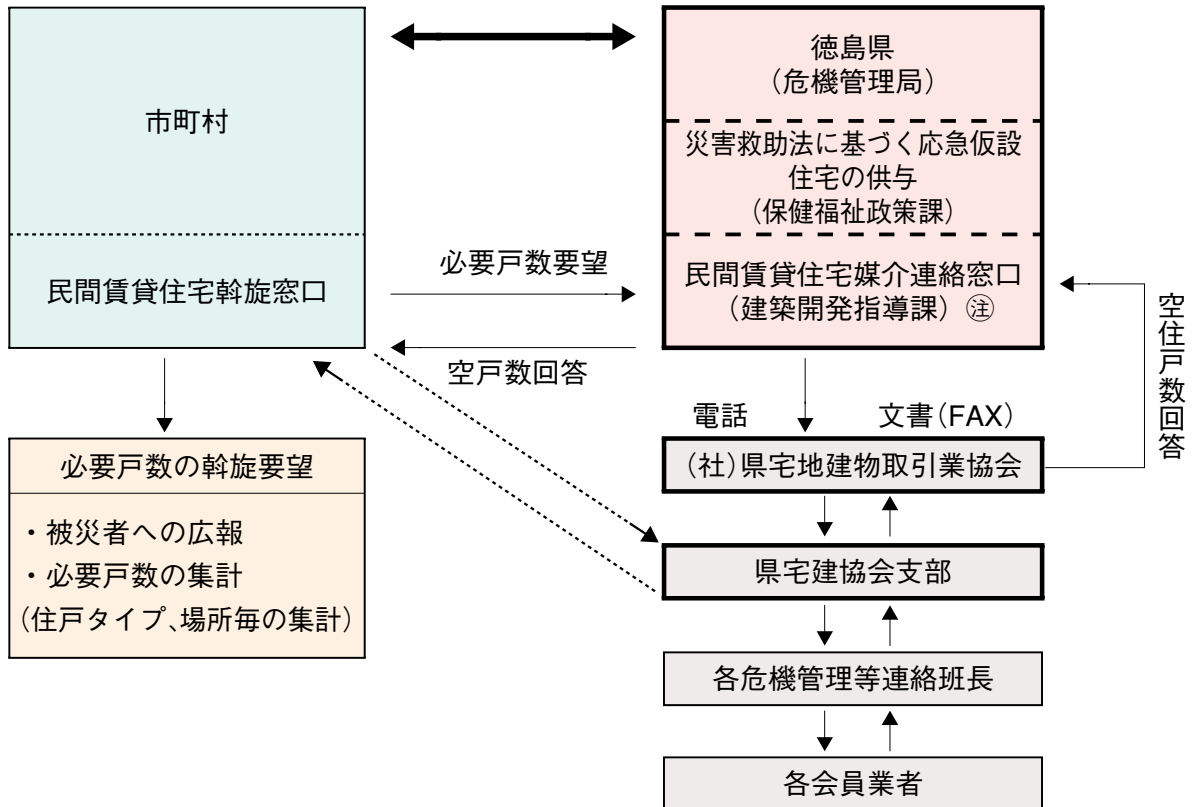 市町村
民間賃貸住宅斡旋窓口
必要戸数要望
空戸数回答
徳島県
(危機管理局)
災害救助法に基づく応急仮設
住宅の供与
(保健福祉政策課)
民間賃貸住宅媒介連絡窓口
(建築開発指導課)㊟
空住戸数回答
電話 文書(FAX)
必要戸数の斡旋要望
・被災者への広報
・必要戸数の集計
(住戸タイプ、場所毎の集計)
(社)県宅地建物取引業協会
県宅建協会支部
各危機管理等連絡班長
各会員業者